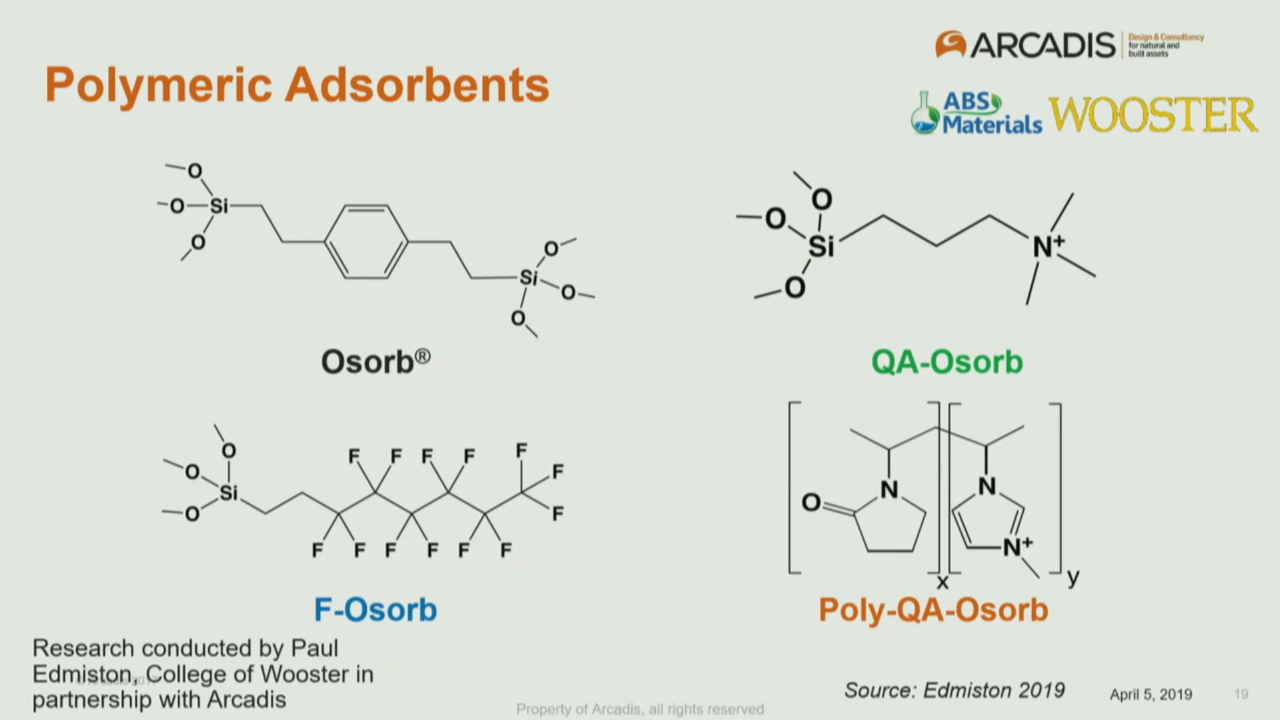 Polymeric Adsorbents
ARCADIS
Design & Consultancy
for natural and
built assets
ABS
Materials
WOOSTER
O
O
Si
O
O
Si
O
O
Osorb®
O
O
Si
O
N+
QA-Osorb
O
O
Si
O
F F F F F
F
F
F F F F F F
F-Osorb
N
O
N
N+
x
y
Poly-QA-Osorb
Research conducted by Paul
Edmiston, College of Wooster in
partnership with Arcadis
Property of Arcadis, all rights reserved
Source: Edmiston 2019
April 5, 2019
19